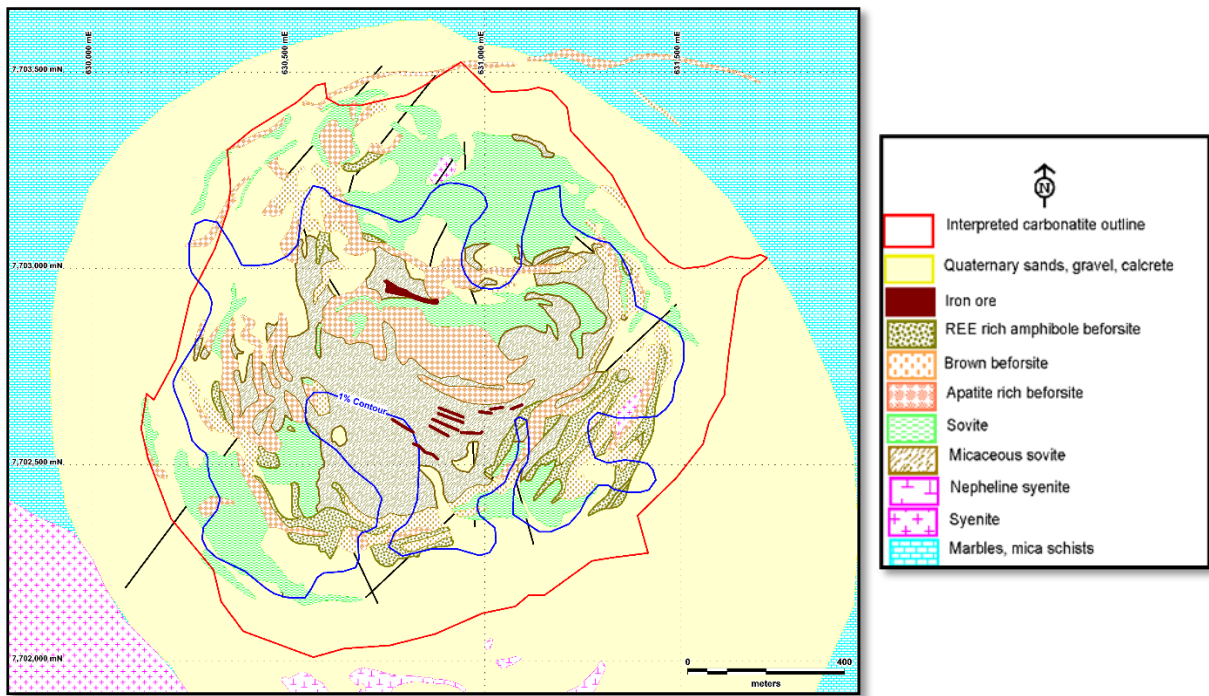 630,000 mE
630,500 mE
631,000 mE
631,500 mE
7,703,500 mN
7,703,000 mN
1% Contour
7,702,500 mN
7,702,000 mN
0
400
meters
N
Interpreted carbonatite outline
Quaternary sands, gravel, calcrete
Iron ore
REE rich amphibole beforsite
Brown beforsite
Apatite rich beforsite
Sovite
Micaceous sovite
Nepheline syenite
Syenite
Marbles, mica schists